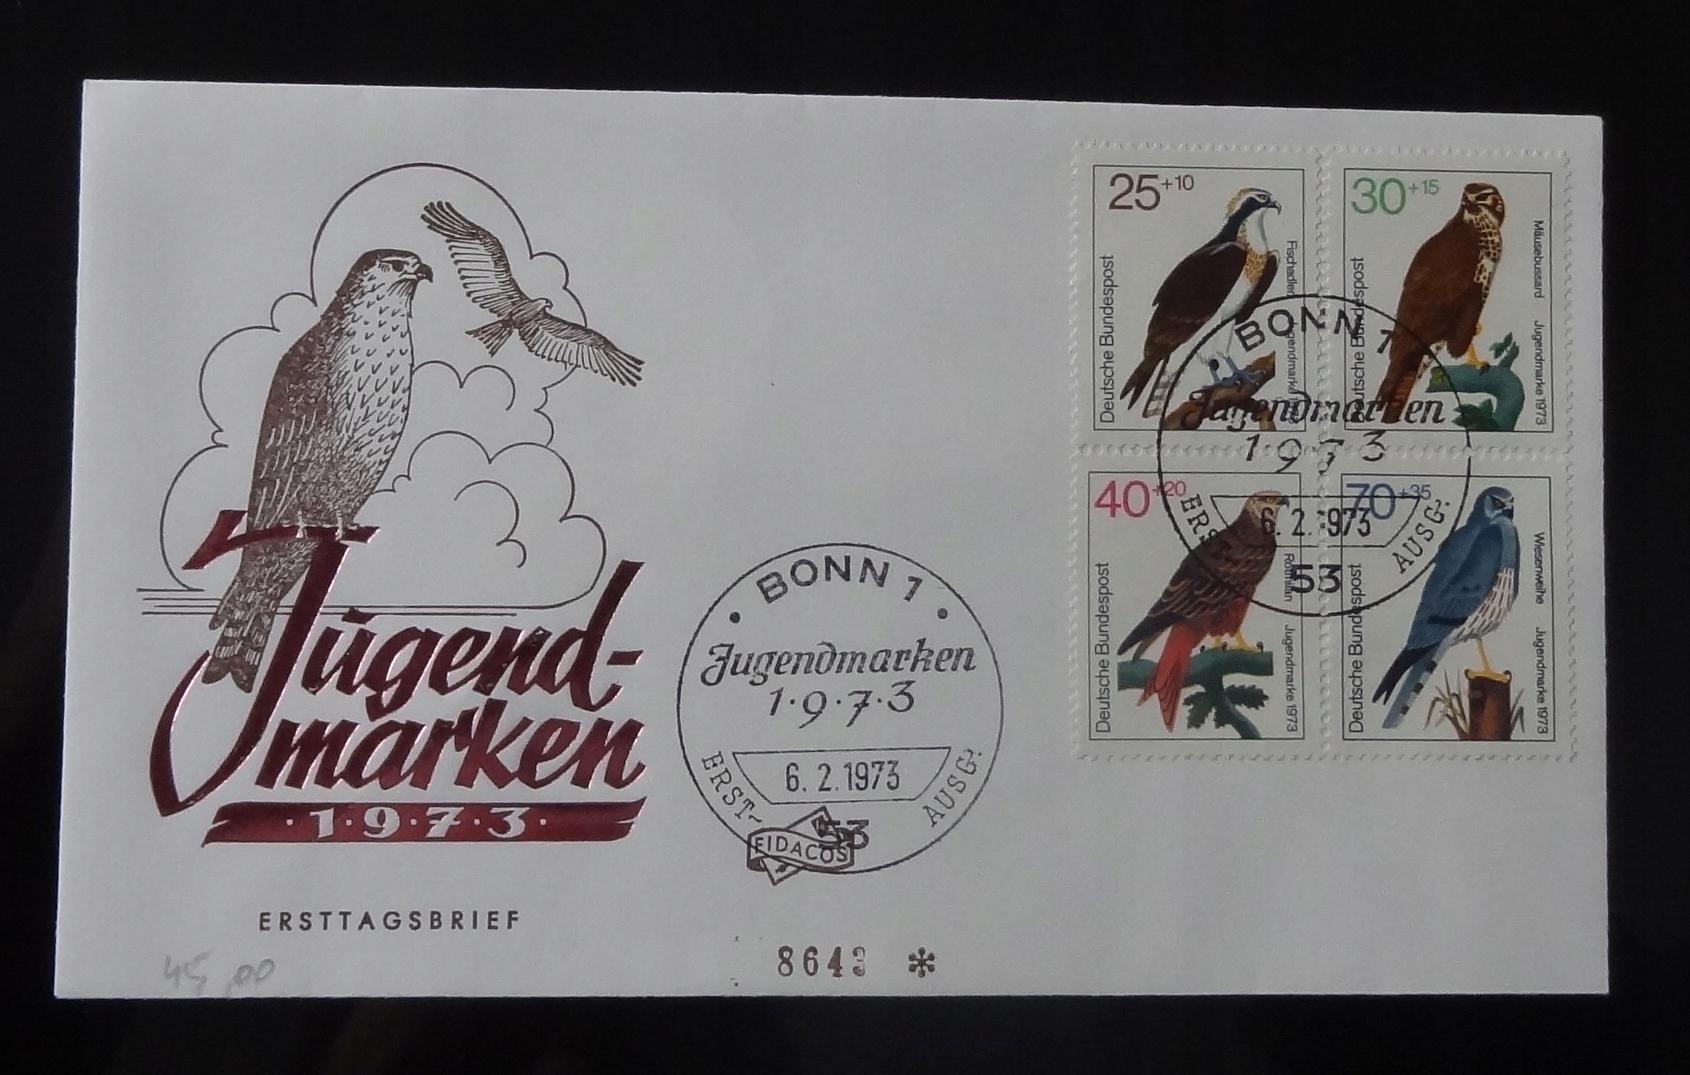 Jugend-
marken
·1·9·7·3·
ERSTTAGSBRIEF
45,00
BONN 1
Jugendmarken
1·9·7·3
6.2.1973
ERST-
AUSG.
53
FIDACOS
8643 *
25+10
Deutsche Bundespost
Fischadler Jugendmarke 1973
30+15
Deutsche Bundespost
Mäusebussard Jugendmarke 1973
40+20
Deutsche Bundespost
Rotmilan Jugendmarke 1973
70+35
Deutsche Bundespost
Wiesenweihe Jugendmarke 1973
BONN 1
Jugendmarken
1·9·7·3
6.2.1973
ERST-
AUSG.
53